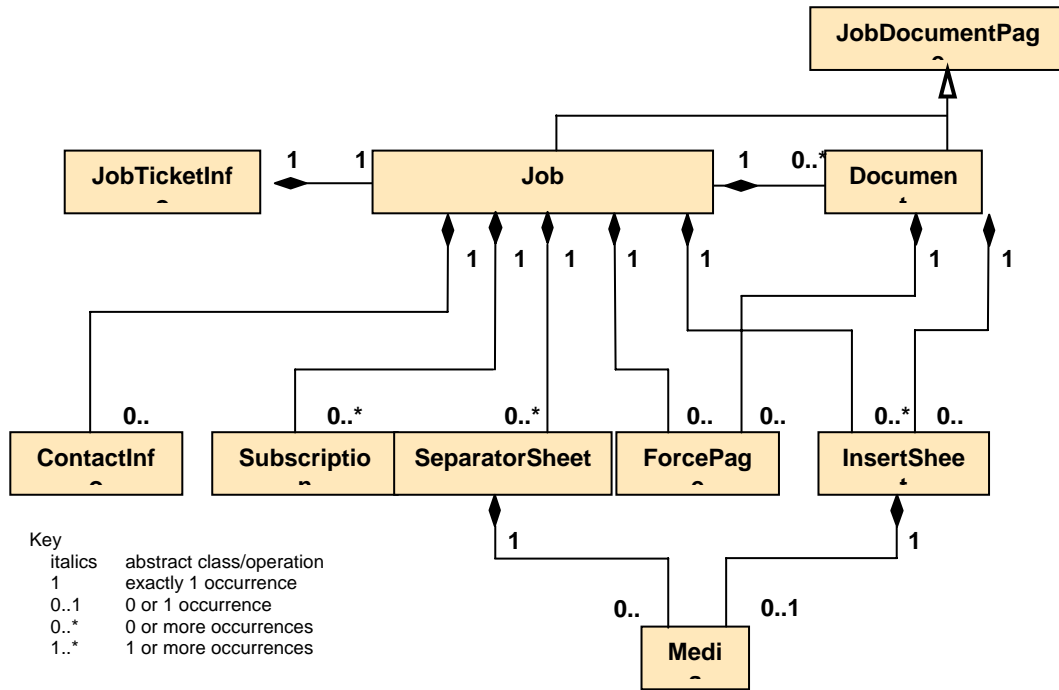 JobDocumentPag
JobTicketInf
1
1
Job
1
0..*
Documen
1
1
1
1
1
1
1
0..
0..*
0..*
0..
0..
0..*
0..
ContactInf
Subscriptio
SeparatorSheet
ForcePag
InsertShee
1
1
Key
italics abstract class/operation
1 exactly 1 occurrence
0..1 0 or 1 occurrence
0..* 0 or more occurrences
1..* 1 or more occurrences
0..
0..1
Medi